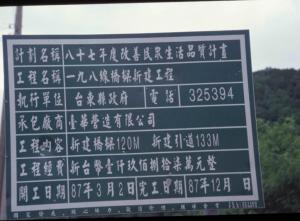 計劃名稱 八十七年度改善民眾生活品質計畫
工程名稱 一九八線橋樑新建工程
執行單位 台東縣政府 電話 325394
承包廠商 營造有限公司
工程內容 新建橋樑120M 新建引道133M
工程經費 新台幣壹仟玖佰捌拾柒萬元整
開工日期 87年3月2日 完工日期 87年12月 日